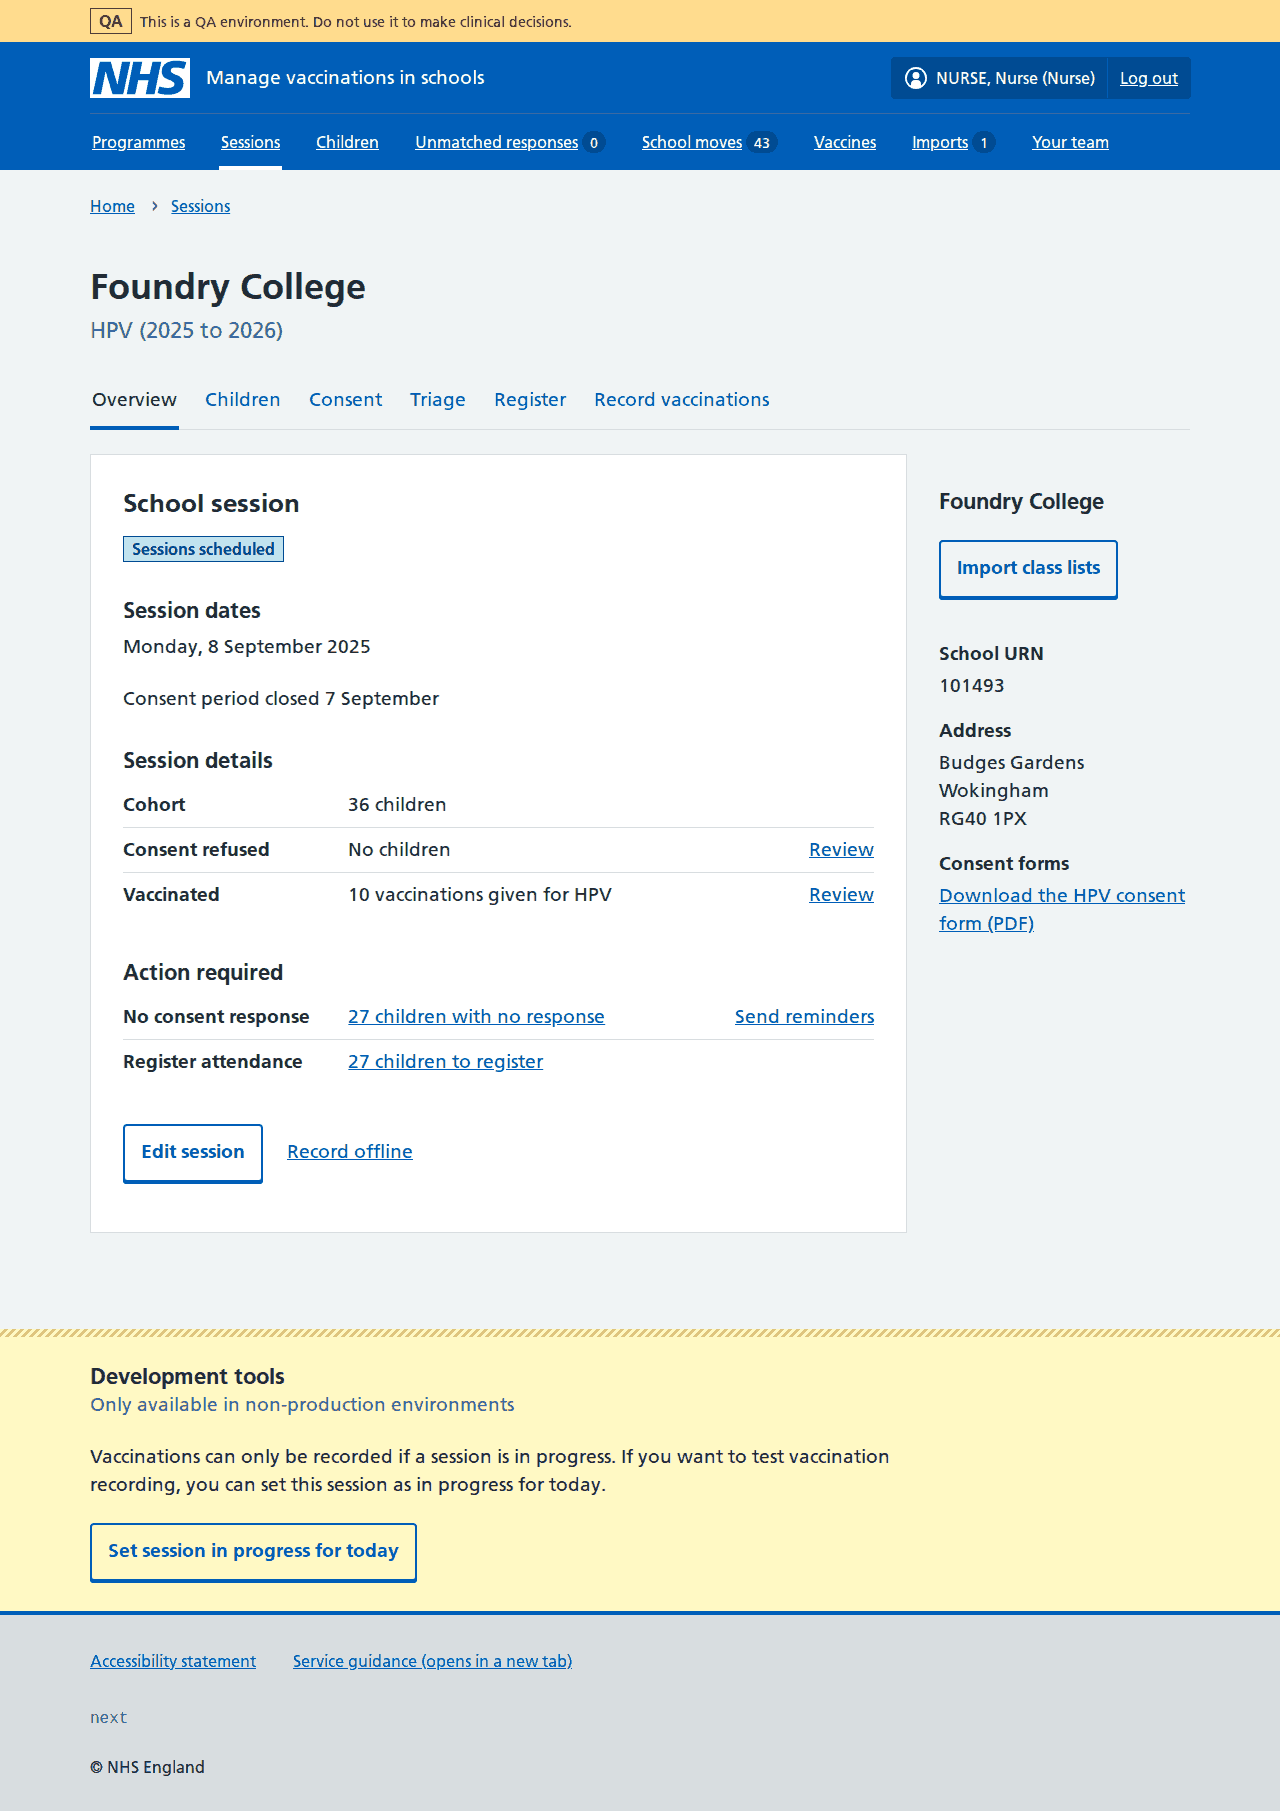 QA This is a QA environment. Do not use it to make clinical decisions.
NHS Manage vaccinations in schools NURSE, Nurse (Nurse) Log out
Programmes Sessions Children Unmatched responses 0 School moves 43 Vaccines Imports 1 Your team
Home › Sessions
Foundry College
HPV (2025 to 2026)
Overview Children Consent Triage Register Record vaccinations
School session
Sessions scheduled
Session dates
Monday, 8 September 2025
Consent period closed 7 September
Session details
Cohort 36 children
Consent refused No children Review
Vaccinated 10 vaccinations given for HPV Review
Action required
No consent response 27 children with no response Send reminders
Register attendance 27 children to register
Edit session Record offline
Foundry College
Import class lists
School URN
101493
Address
Budges Gardens
Wokingham
RG40 1PX
Consent forms
Download the HPV consent
form (PDF)
Development tools
Only available in non-production environments
Vaccinations can only be recorded if a session is in progress. If you want to test vaccination
recording, you can set this session as in progress for today.
Set session in progress for today
Accessibility statement Service guidance (opens in a new tab)
next
© NHS England